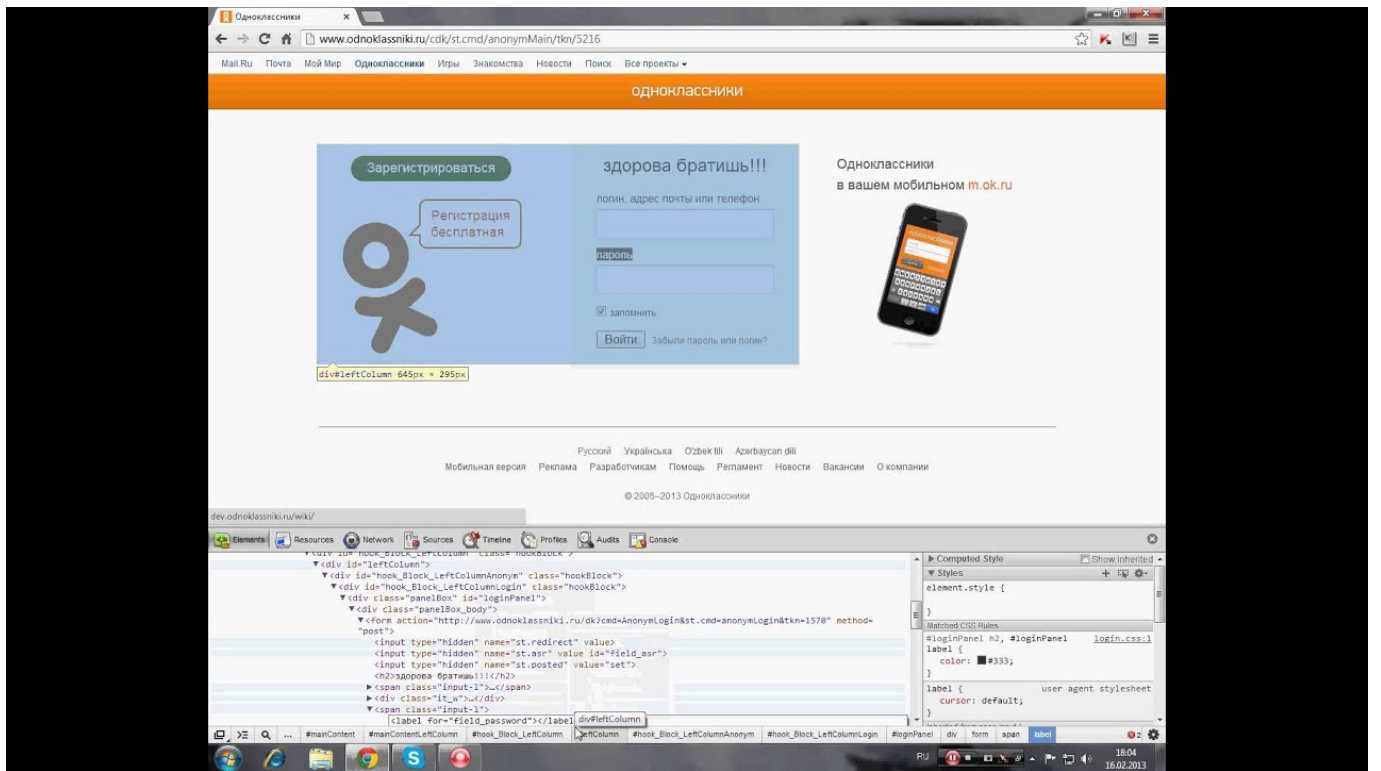 Одноклассники
www.odnoklassniki.ru/cdk/st.cmd/anonymMain/tkn/5216
Mail.Ru Почта Мой Мир Одноклассники Игры Знакомства Новости Поиск Все проекты
одноклассники
Зарегистрироваться
Регистрация
бесплатная
здорова братишь!!!
логин, адрес почты или телефон
пароль
запомнить
Войти Забыли пароль или логин?
Одноклассники
в вашем мобильном m.ok.ru
div#leftColumn 645px × 295px
Русский Українська O'zbek tili Azərbaycan dili
Мобильная версия Реклама Разработчикам Помощь Регламент Новости Вакансии О компании
© 2006–2013 Одноклассники
dev.odnoklassniki.ru/wiki/
Elements Resources Network Sources Timeline Profiles Audits Console
<div id="hook_Block_LeftColumn" class="hookBlock">
<div id="leftColumn">
<div id="hook_Block_LeftColumnAnonym" class="hookBlock">
<div id="hook_Block_LeftColumnLogin" class="hookBlock">
<div class="panelBox" id="loginPanel">
<div class="panelBox_body">
<form action="http://www.odnoklassniki.ru/dk?cmd=AnonymLogin&st.cmd=anonymLogin&tkn=1570" method=
"post">
<input type="hidden" name="st.redirect" value>
<input type="hidden" name="st.asr" value id="field_asr">
<input type="hidden" name="st.posted" value="set">
<h2>здорова братишь!!!</h2>
<span class="input-l">…</span>
<div class="it_w">…</div>
<span class="input-l">
<label for="field_password"></label
div#leftColumn
Computed Style Show inherited
Styles
element.style {
}
Matched CSS Rules
#loginPanel h2, #loginPanel login.css:1
label {
color: #333;
}
label { user agent stylesheet
cursor: default;
}
... #mainContent #mainContentLeftColumn #hook_Block_LeftColumn #leftColumn #hook_Block_LeftColumnAnonym #hook_Block_LeftColumnLogin #loginPanel div form span label 2
RU 18:04
16.02.2013